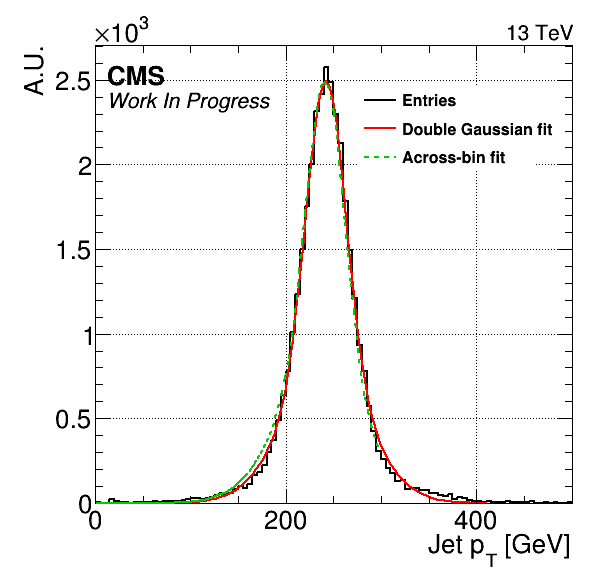 ×10³
13 TeV
A.U.
CMS
Work In Progress
Entries
Double Gaussian fit
Across-bin fit
2.5
2
1.5
1
0.5
0
0
200
400
Jet p_T [GeV]